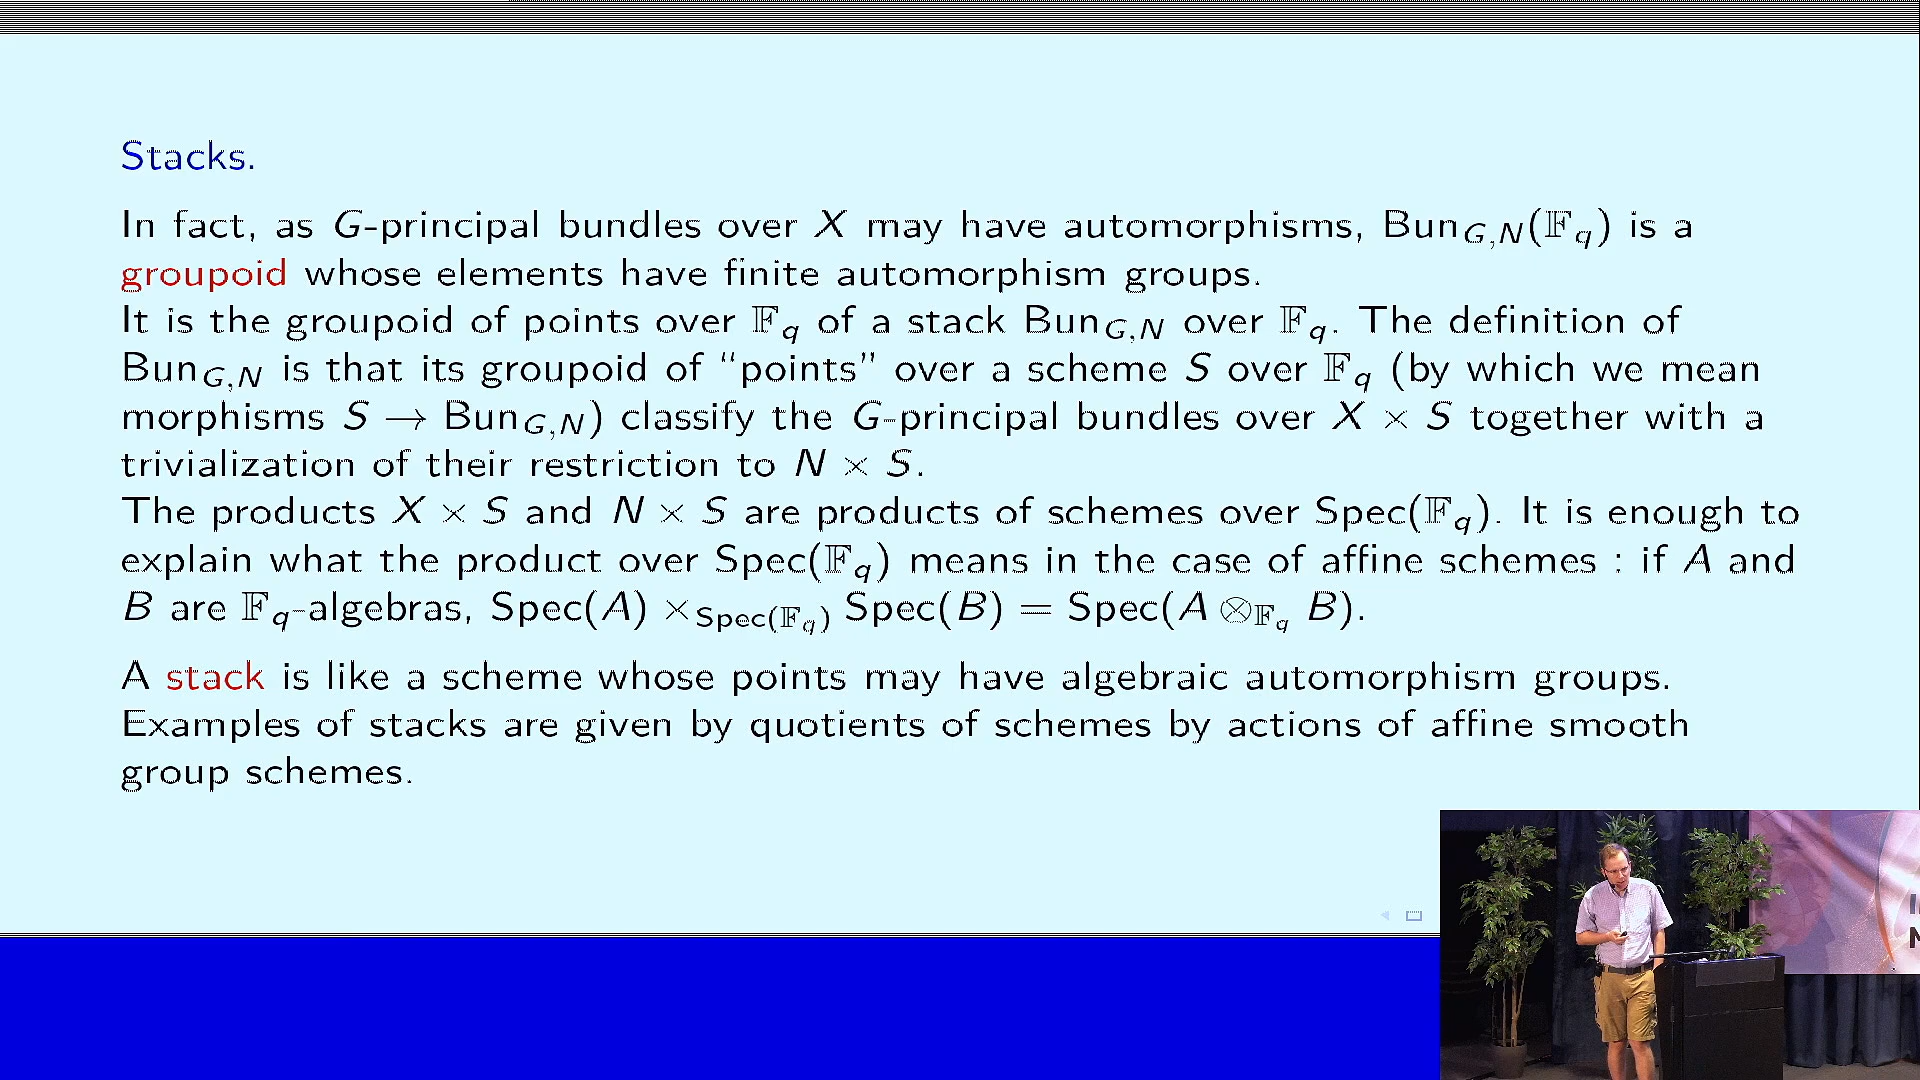 Stacks.
In fact, as G-principal bundles over X may have automorphisms, Bun_{G,N}(𝔽_q) is a
groupoid whose elements have finite automorphism groups.
It is the groupoid of points over 𝔽_q of a stack Bun_{G,N} over 𝔽_q. The definition of
Bun_{G,N} is that its groupoid of “points” over a scheme S over 𝔽_q (by which we mean
morphisms S → Bun_{G,N}) classify the G-principal bundles over X × S together with a
trivialization of their restriction to N × S.
The products X × S and N × S are products of schemes over Spec(𝔽_q). It is enough to
explain what the product over Spec(𝔽_q) means in the case of affine schemes : if A and
B are 𝔽_q-algebras, Spec(A) ×_{Spec(𝔽_q)} Spec(B) = Spec(A ⊗_{𝔽_q} B).
A stack is like a scheme whose points may have algebraic automorphism groups.
Examples of stacks are given by quotients of schemes by actions of affine smooth
group schemes.